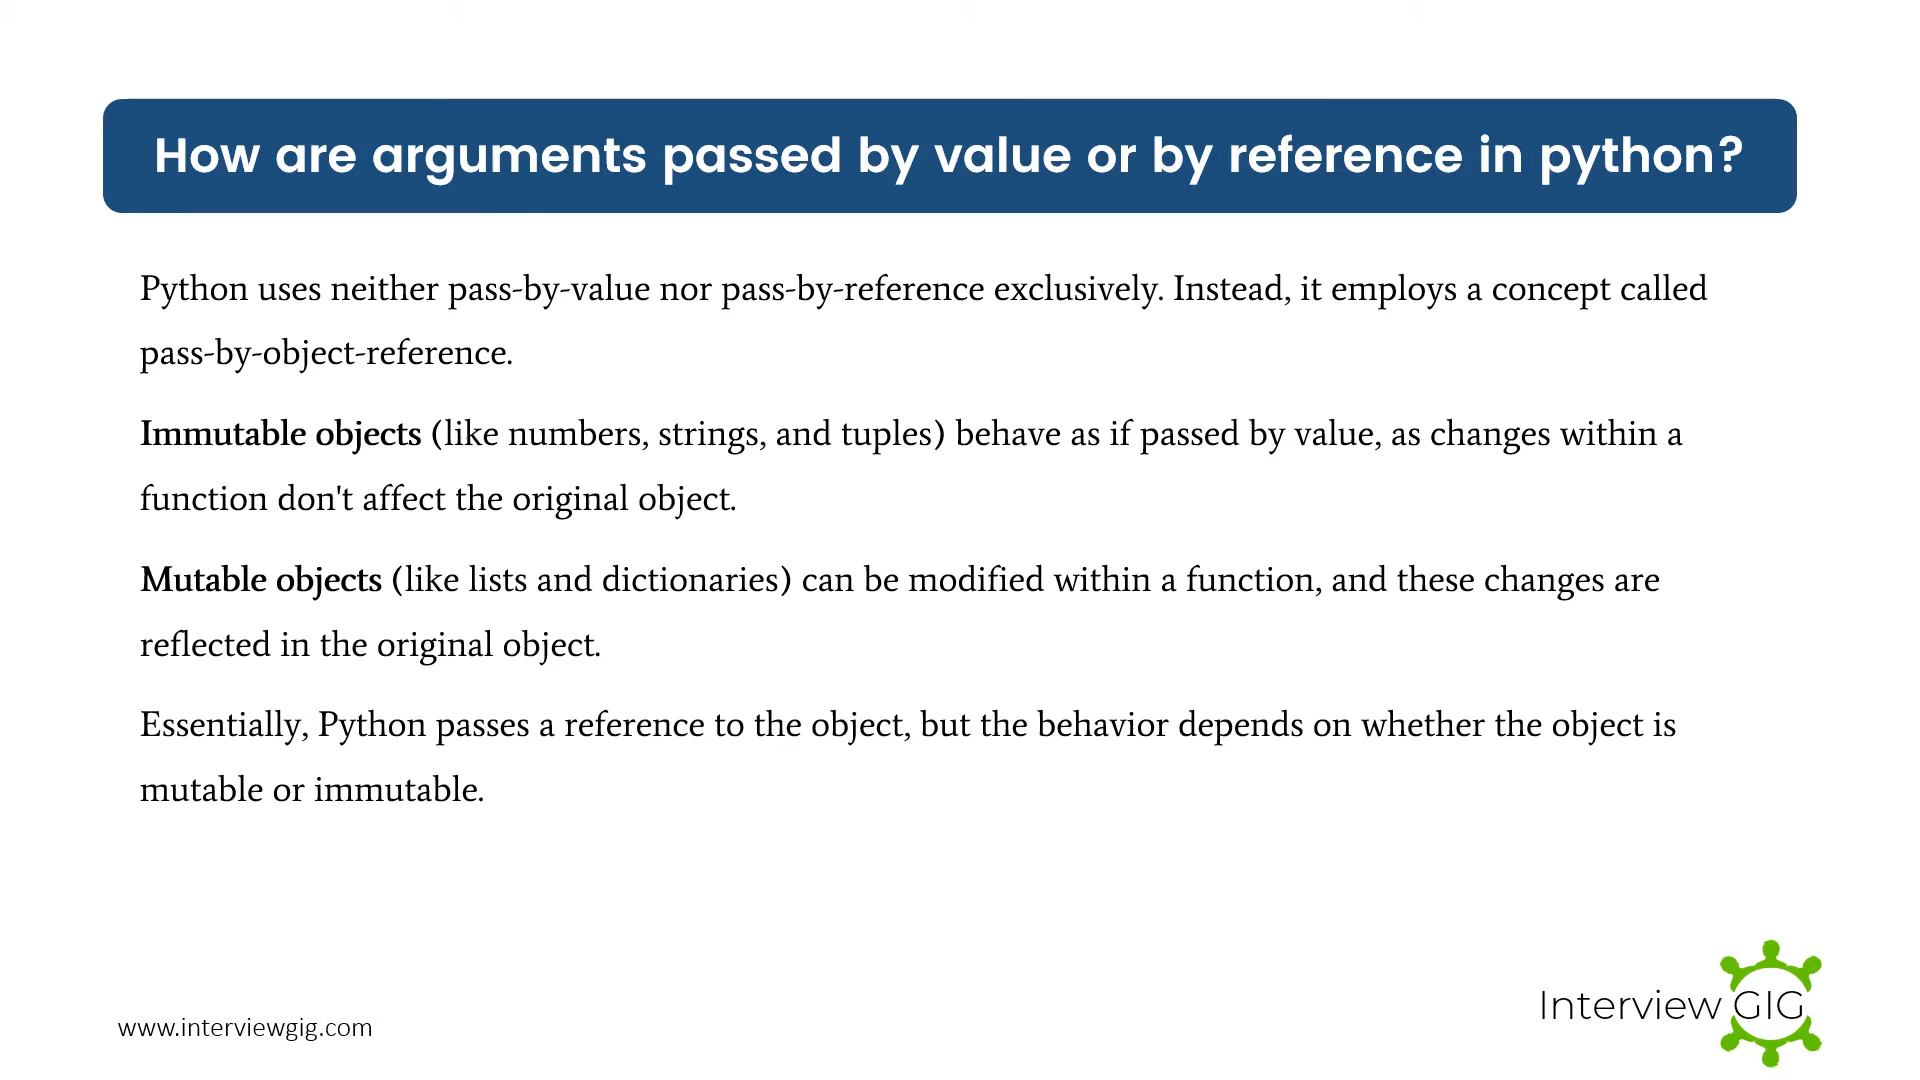 How are arguments passed by value or by reference in python?
Python uses neither pass-by-value nor pass-by-reference exclusively. Instead, it employs a concept called
pass-by-object-reference.
Immutable objects (like numbers, strings, and tuples) behave as if passed by value, as changes within a
function don't affect the original object.
Mutable objects (like lists and dictionaries) can be modified within a function, and these changes are
reflected in the original object.
Essentially, Python passes a reference to the object, but the behavior depends on whether the object is
mutable or immutable.
Interview GIG
www.interviewgig.com